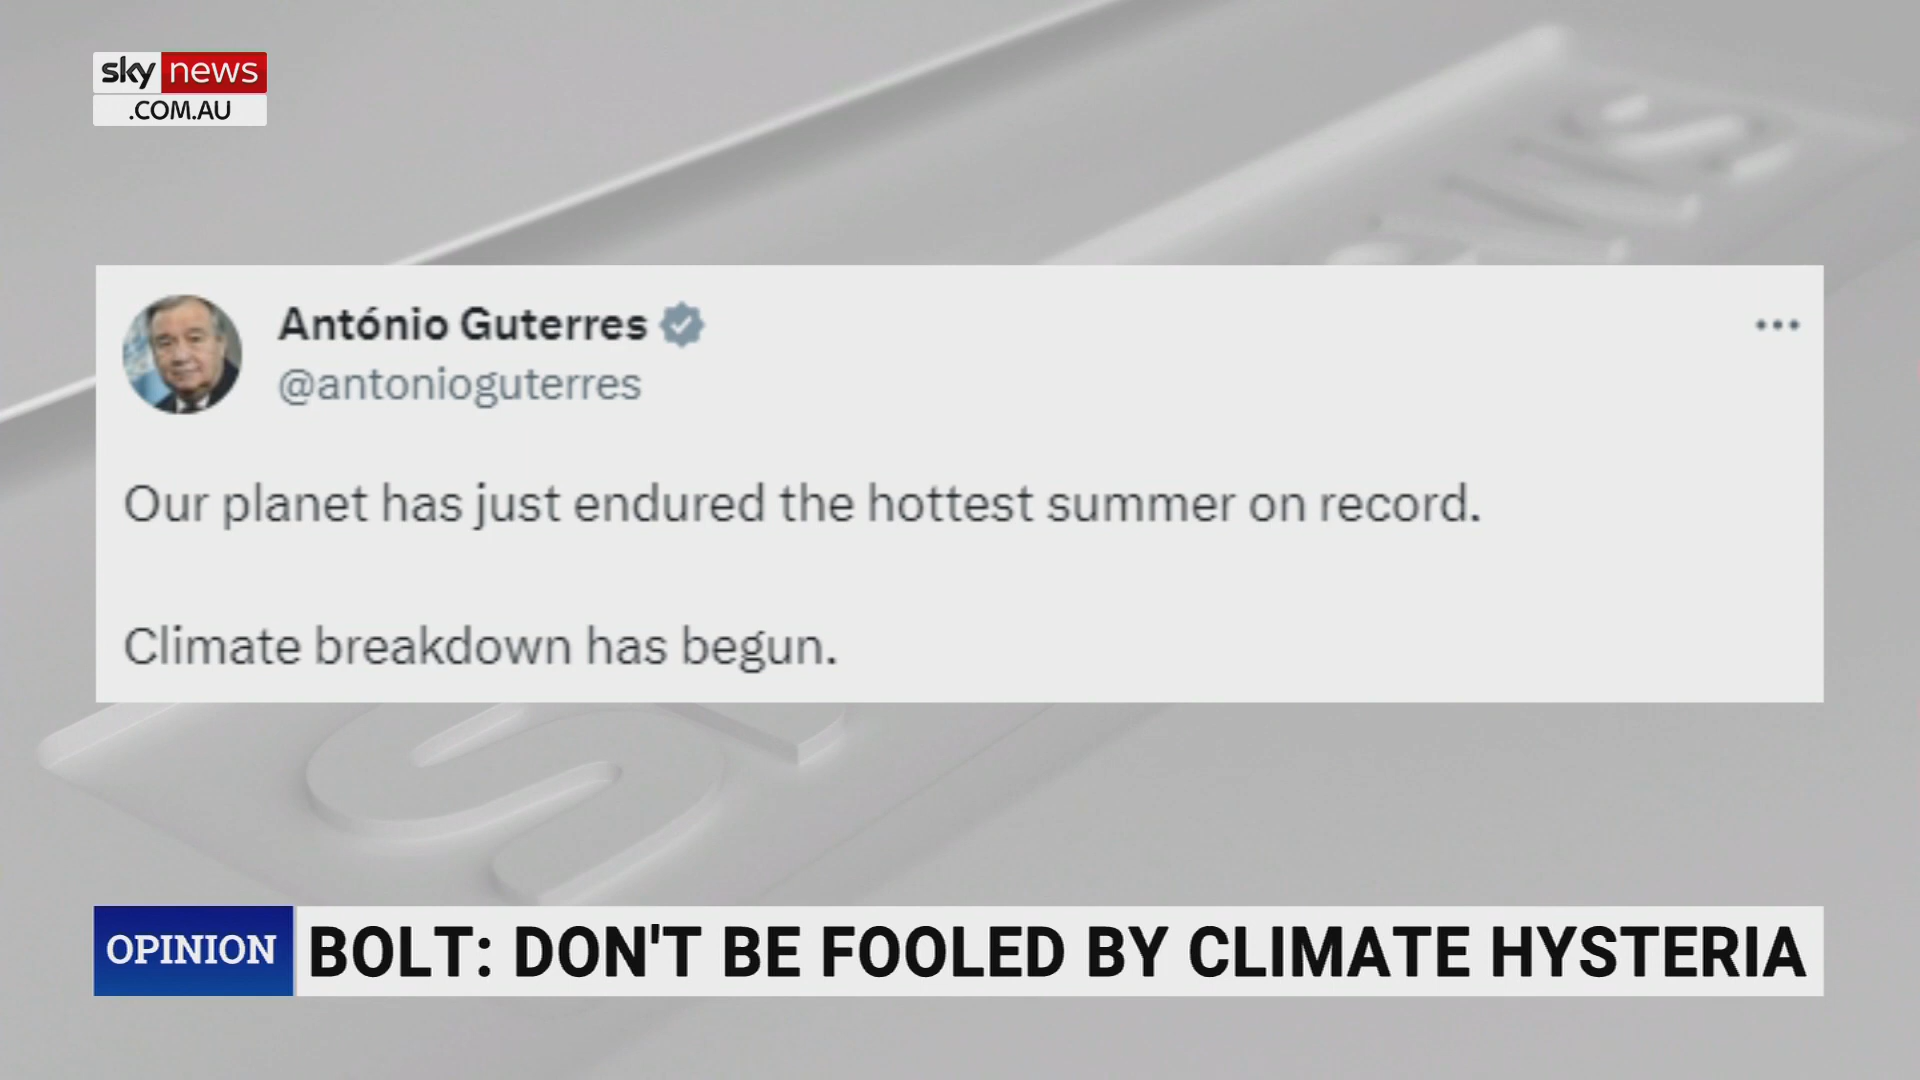 sky news
.COM.AU
António Guterres
@antonioguterres
Our planet has just endured the hottest summer on record.
Climate breakdown has begun.
OPINION
BOLT: DON'T BE FOOLED BY CLIMATE HYSTERIA